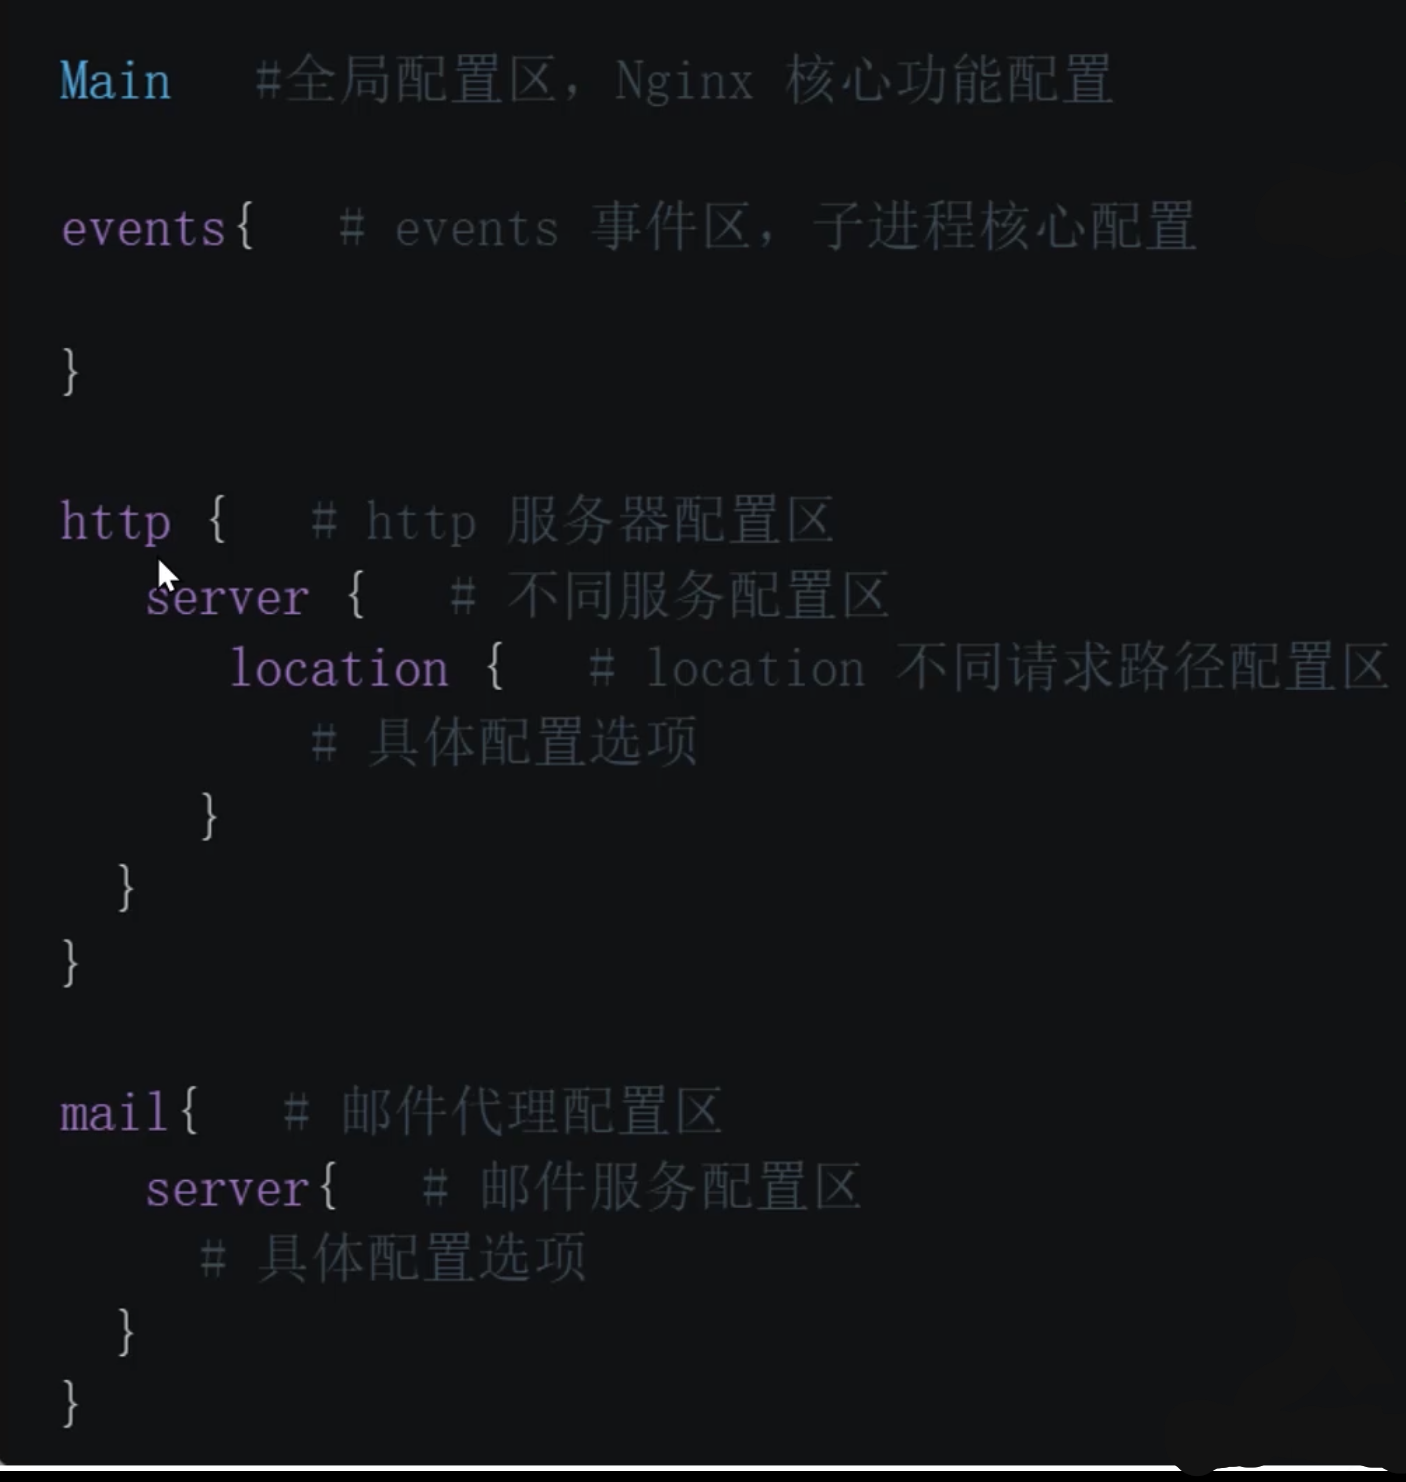 Main   #全局配置区，Nginx 核心功能配置
events{   # events 事件区，子进程核心配置
}
http {   # http 服务器配置区
   server {   # 不同服务配置区
      location {   # location 不同请求路径配置区
         # 具体配置选项
     }
  }
}
mail{   # 邮件代理配置区
   server{   # 邮件服务配置区
     # 具体配置选项
  }
}